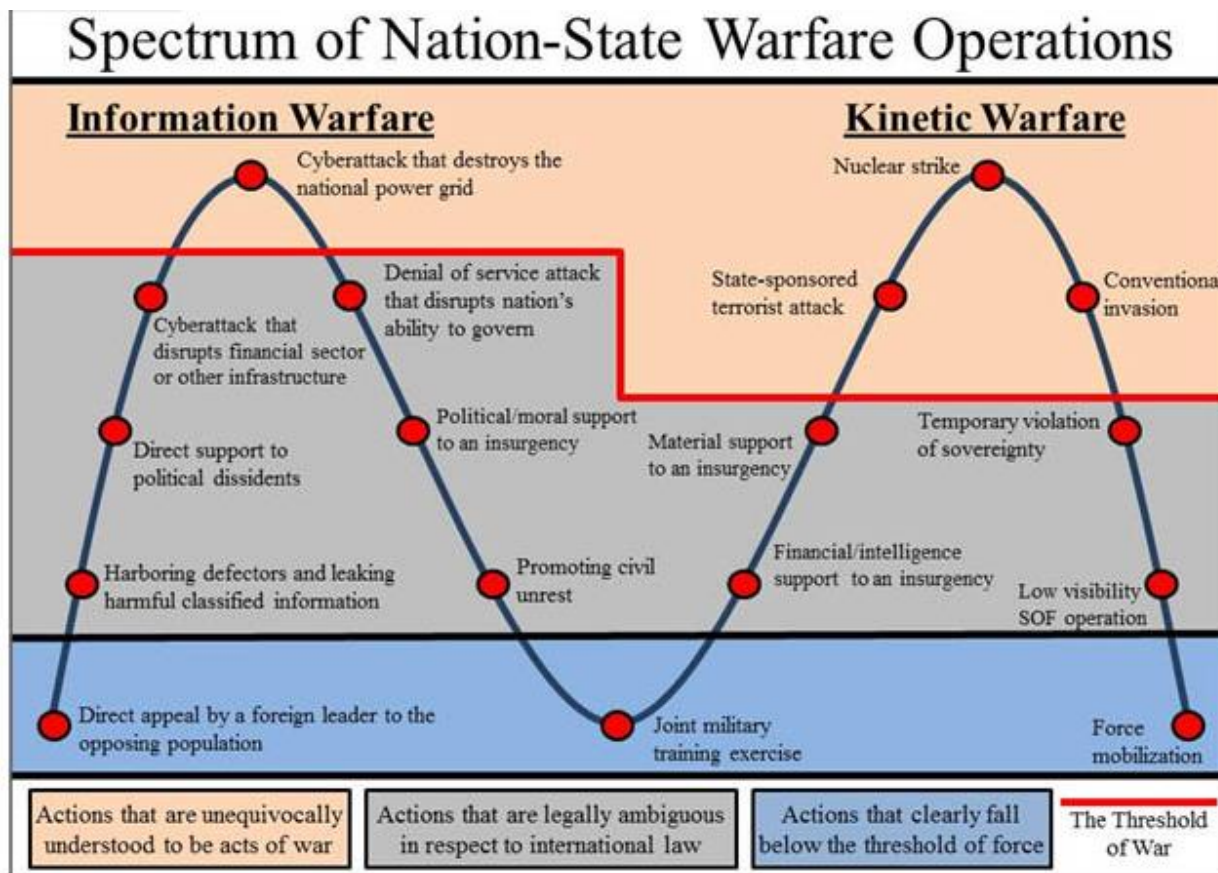 Spectrum of Nation-State Warfare Operations
Information Warfare
Kinetic Warfare
Cyberattack that destroys the
national power grid
Nuclear strike
Denial of service attack
that disrupts nation's
ability to govern
State-sponsored
terrorist attack
Conventional
invasion
Cyberattack that
disrupts financial sector
or other infrastructure
Political/moral support
to an insurgency
Material support
to an insurgency
Temporary violation
of sovereignty
Direct support to
political dissidents
Harboring defectors and leaking
harmful classified information
Promoting civil
unrest
Financial/intelligence
support to an insurgency
Low visibility
SOF operation
Direct appeal by a foreign leader to the
opposing population
Joint military
training exercise
Force
mobilization
Actions that are unequivocally
understood to be acts of war
Actions that are legally ambiguous
in respect to international law
Actions that clearly fall
below the threshold of force
The Threshold
of War